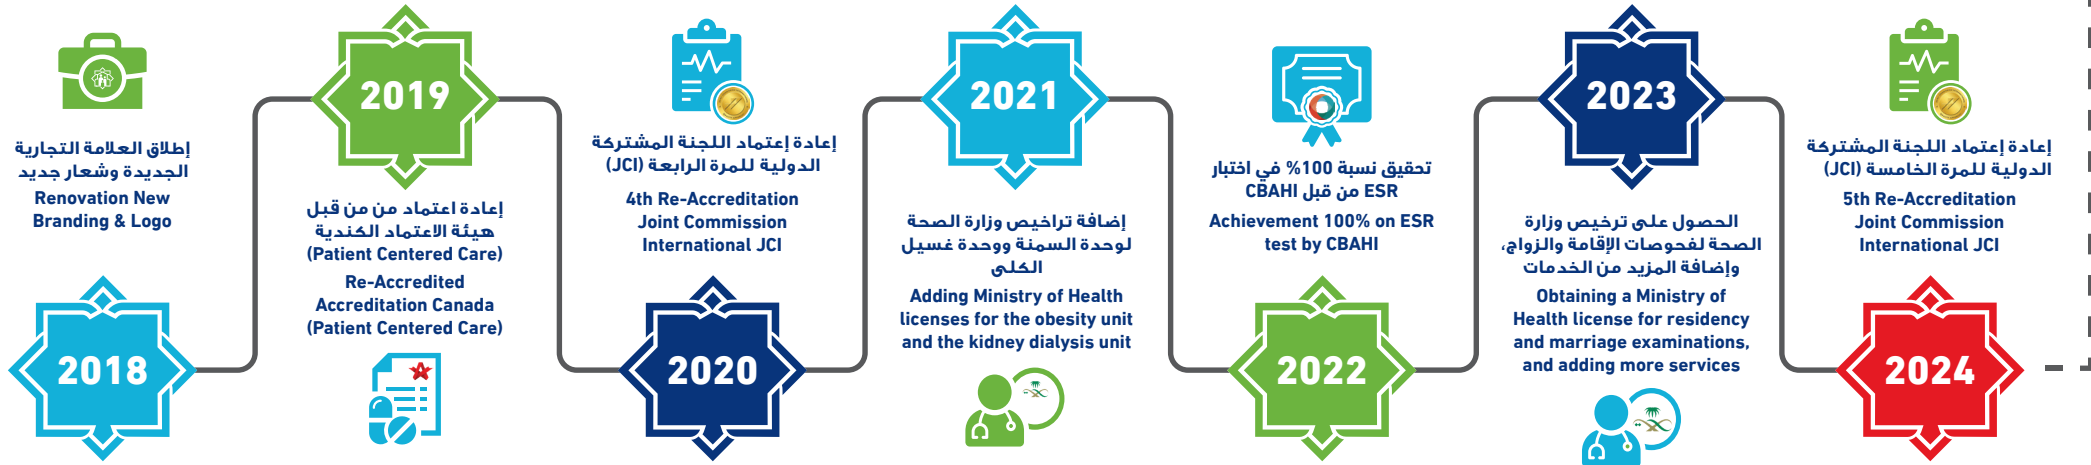 إطلاق العلامة التجارية
الجديدة وشعار جديد
Renovation New
Branding & Logo
2018
2019
إعادة اعتماد من من قبل
هيئة الاعتماد الكندية
(Patient Centered Care)
Re-Accredited
Accreditation Canada
(Patient Centered Care)
إعادة إعتماد اللجنة المشتركة
الدولية للمرة الرابعة (JCI)
4th Re-Accreditation
Joint Commission
International JCI
2020
2021
إضافة تراخيص وزارة الصحة
لوحدة السمنة ووحدة غسيل
الكلى
Adding Ministry of Health
licenses for the obesity unit
and the kidney dialysis unit
تحقيق نسبة 100% في اختبار
ESR من قبل CBAHI
Achievement 100% on ESR
test by CBAHI
2022
2023
الحصول على ترخيص وزارة
الصحة لفحوصات الإقامة والزواج،
وإضافة المزيد من الخدمات
Obtaining a Ministry of
Health license for residency
and marriage examinations,
and adding more services
إعادة إعتماد اللجنة المشتركة
الدولية للمرة الخامسة (JCI)
5th Re-Accreditation
Joint Commission
International JCI
2024